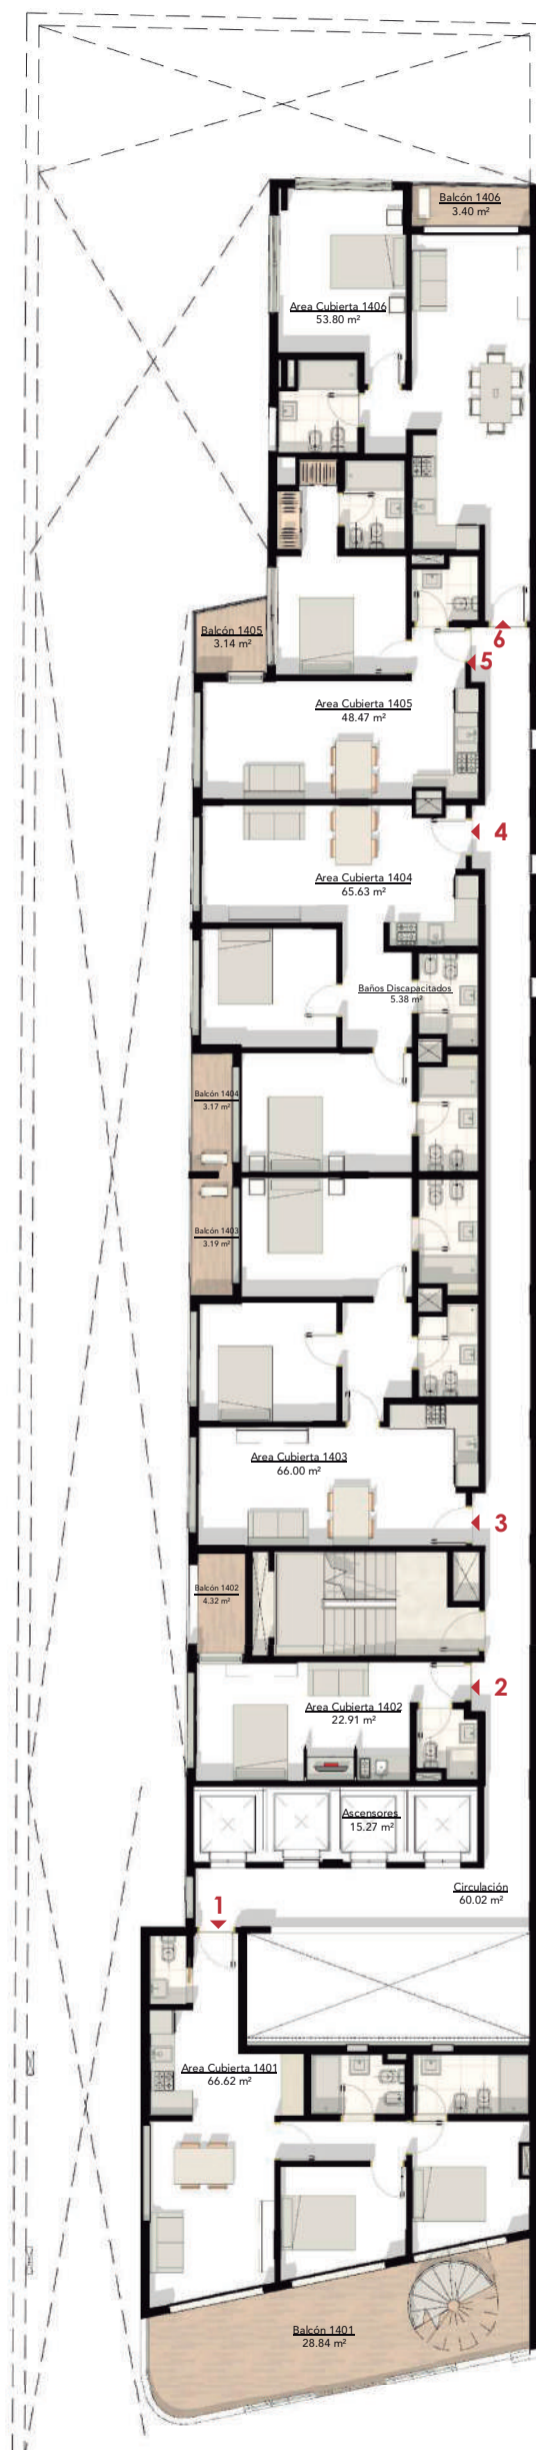 Balcón 1406
3.40 m²
Area Cubierta 1406
53.80 m²
6
Balcón 1405
3.14 m²
5
Area Cubierta 1405
48.47 m²
4
Area Cubierta 1404
65.63 m²
Baños Discapacitados
5.38 m²
Balcón 1404
3.17 m²
Balcón 1403
3.19 m²
Area Cubierta 1403
66.00 m²
3
Balcón 1402
4.32 m²
2
Area Cubierta 1402
22.91 m²
Ascensores
15.27 m²
Circulación
60.02 m²
1
Area Cubierta 1401
66.62 m²
Balcón 1401
28.84 m²